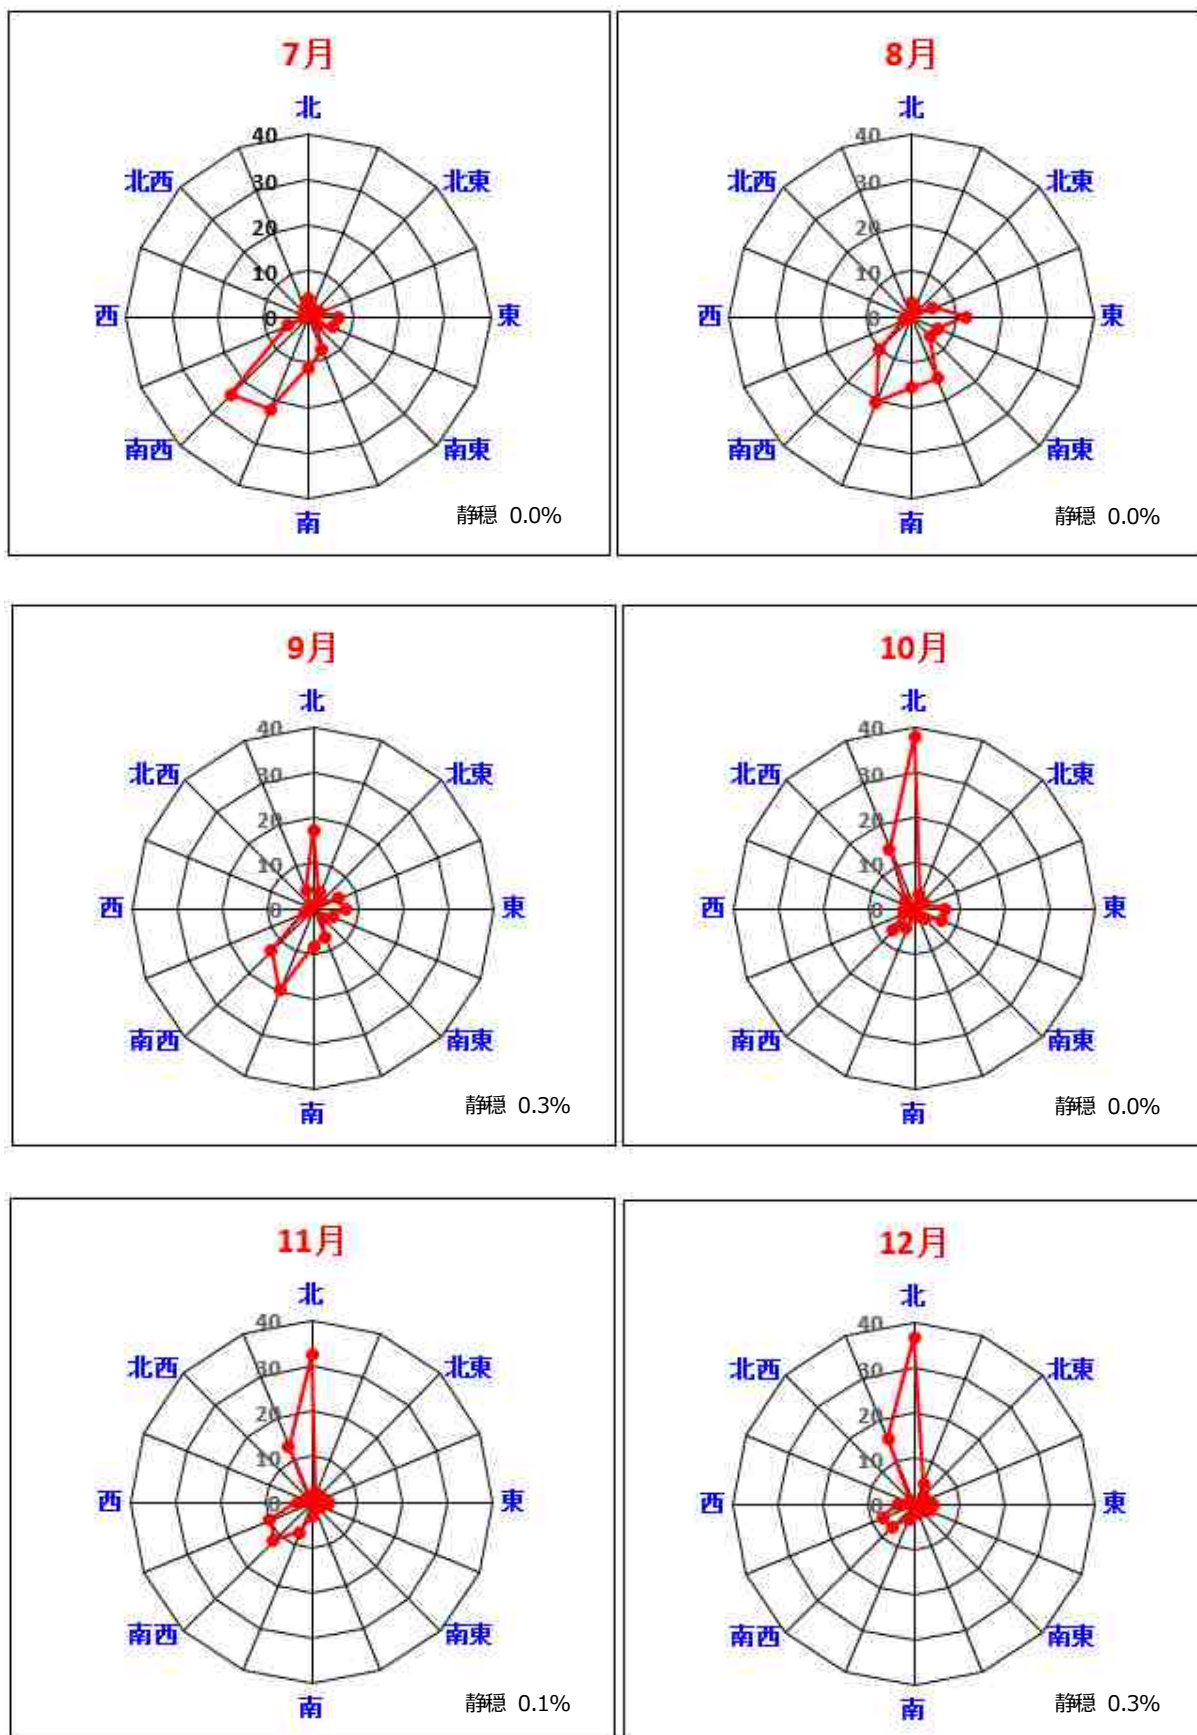 7月
北
40
北西
北東
30
20
10
西
0
東
南西
南東
南
静穏 0.0%
8月
北
40
北西
北東
30
20
10
西
0
東
南西
南東
南
静穏 0.0%
9月
北
40
北西
北東
30
20
10
西
0
東
南西
南東
南
静穏 0.3%
10月
北
40
北西
北東
30
20
10
西
0
東
南西
南東
南
静穏 0.0%
11月
北
40
北西
北東
30
20
10
西
0
東
南西
南東
南
静穏 0.1%
12月
北
40
北西
北東
30
20
10
西
0
東
南西
南東
南
静穏 0.3%